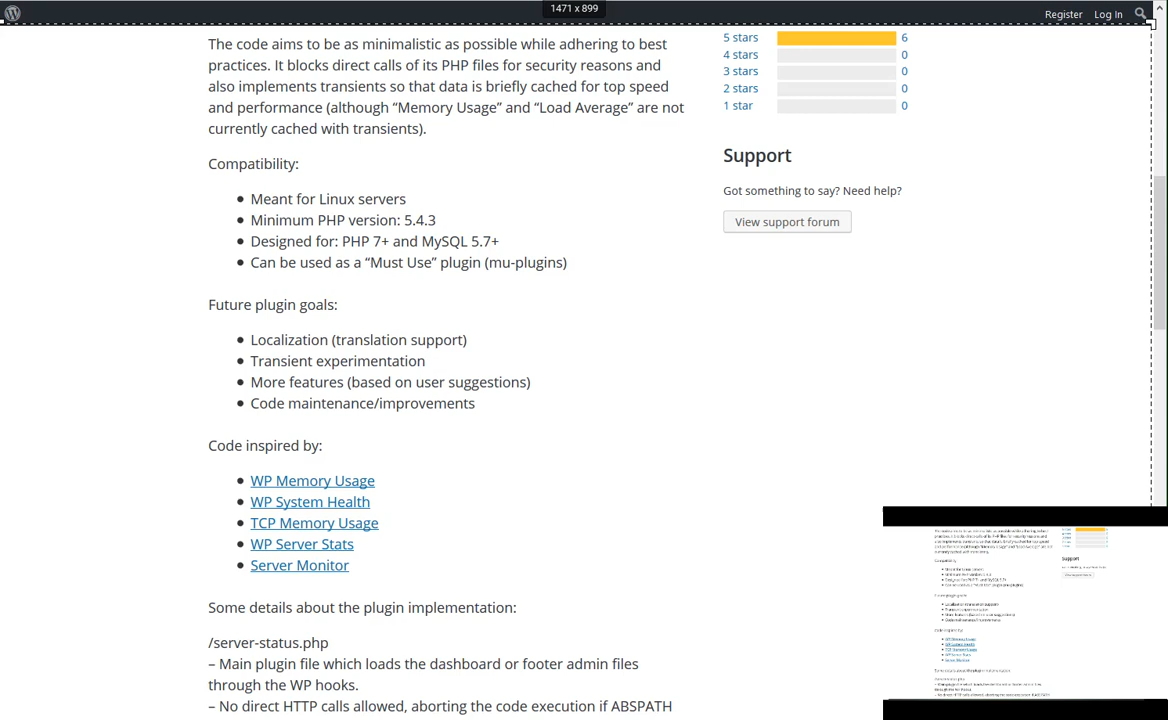 1471 x 899
Register Log In
The code aims to be as minimalistic as possible while adhering to best
practices. It blocks direct calls of its PHP files for security reasons and
also implements transients so that data is briefly cached for top speed
and performance (although “Memory Usage” and “Load Average” are not
currently cached with transients).
Compatibility:
Meant for Linux servers
Minimum PHP version: 5.4.3
Designed for: PHP 7+ and MySQL 5.7+
Can be used as a “Must Use” plugin (mu-plugins)
Future plugin goals:
Localization (translation support)
Transient experimentation
More features (based on user suggestions)
Code maintenance/improvements
Code inspired by:
WP Memory Usage
WP System Health
TCP Memory Usage
WP Server Stats
Server Monitor
Some details about the plugin implementation:
/server-status.php
– Main plugin file which loads the dashboard or footer admin files
through the WP hooks.
– No direct HTTP calls allowed, aborting the code execution if ABSPATH
5 stars 6
4 stars 0
3 stars 0
2 stars 0
1 star 0
Support
Got something to say? Need help?
View support forum